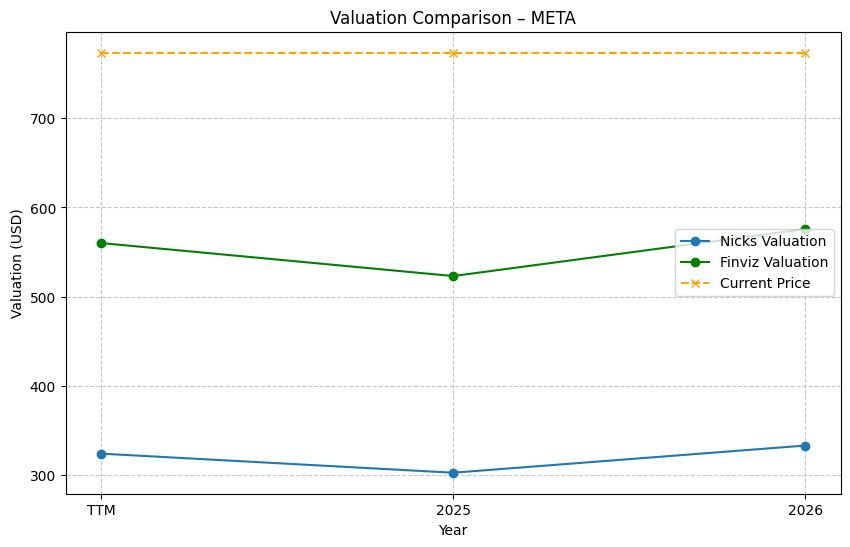 Valuation Comparison – META
Valuation (USD)
700
600
500
400
300
Nicks Valuation
Finviz Valuation
Current Price
TTM
2025
2026
Year